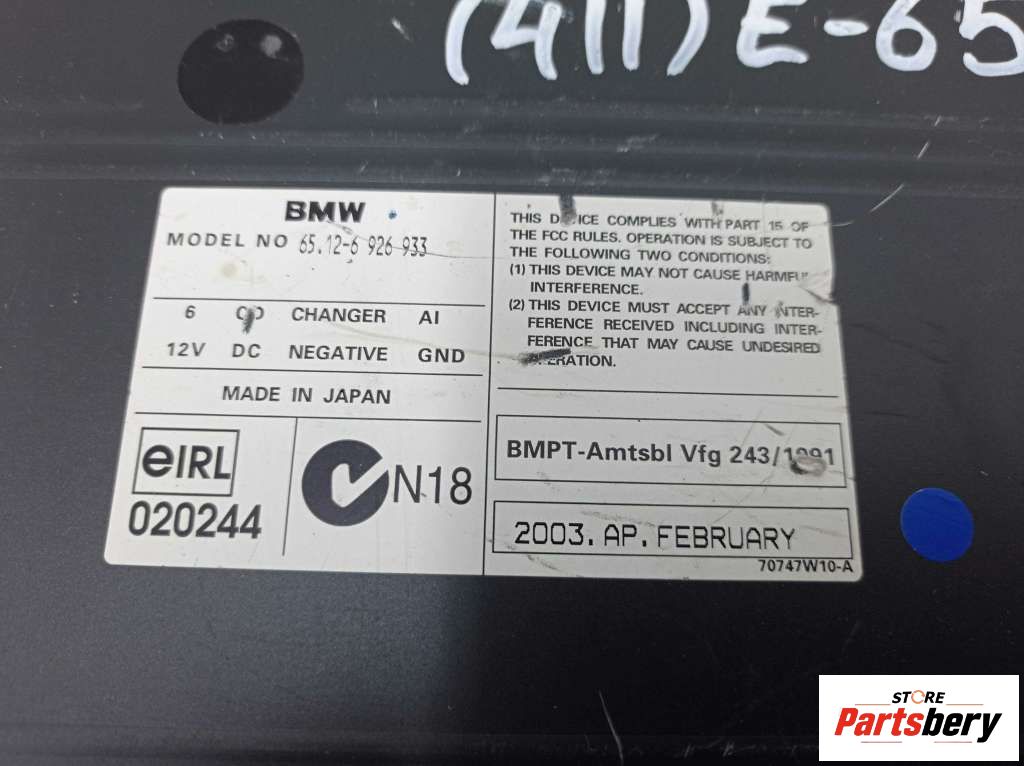 (411) E-65
BMW
MODEL NO 65.12-6 926 933
6 CD CHANGER AI
12V DC NEGATIVE GND
MADE IN JAPAN
eIRL
020244
N18
THIS DEVICE COMPLIES WITH PART 15 OF
THE FCC RULES. OPERATION IS SUBJECT TO
THE FOLLOWING TWO CONDITIONS:
(1) THIS DEVICE MAY NOT CAUSE HARMFUL
INTERFERENCE.
(2) THIS DEVICE MUST ACCEPT ANY INTER-
FERENCE RECEIVED INCLUDING INTER-
FERENCE THAT MAY CAUSE UNDESIRED
OPERATION.
BMPT-Amtsbl Vfg 243/1991
2003. AP. FEBRUARY
70747W10-A
STORE
Partsbery